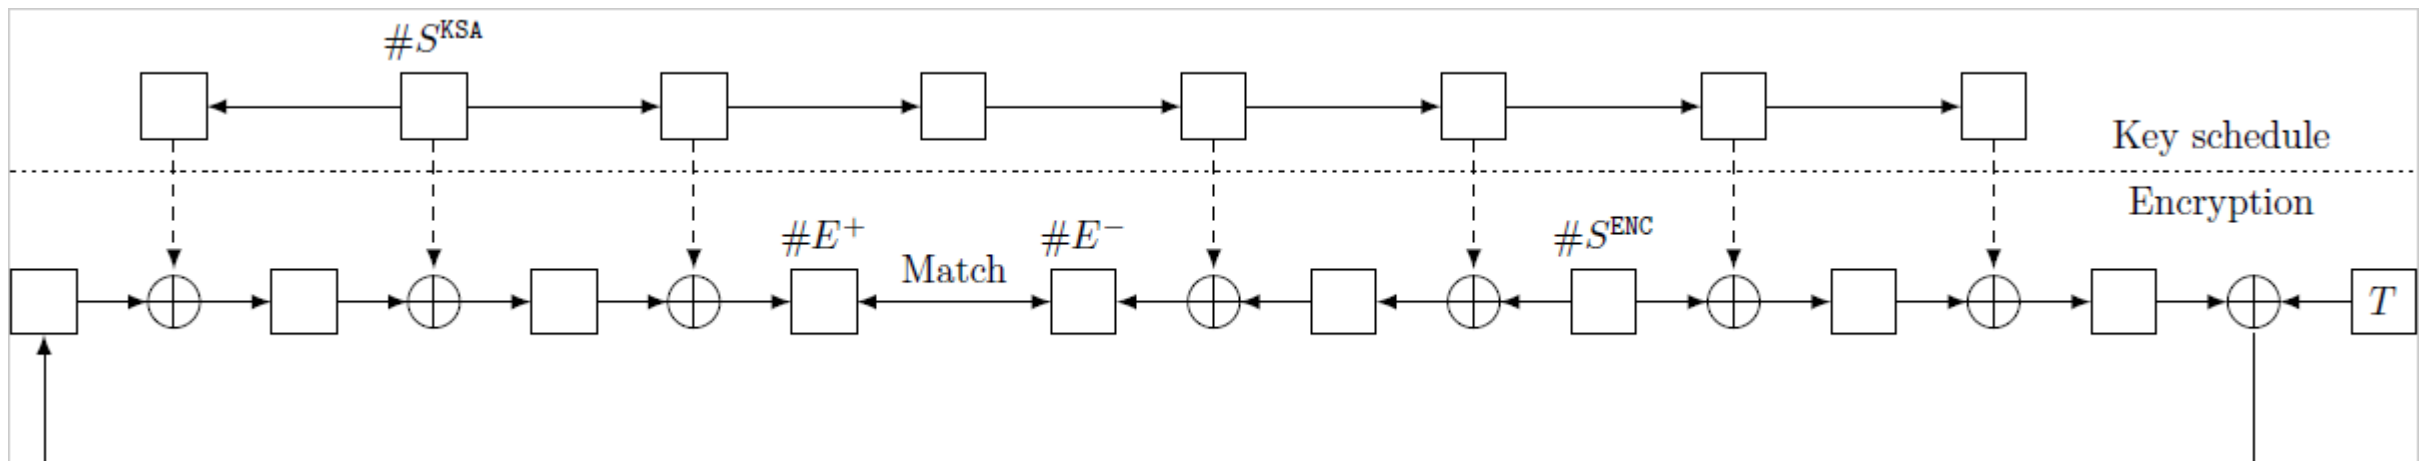 #S^KSA
Key schedule
Encryption
#E⁺
Match
#E⁻
#S^ENC
T